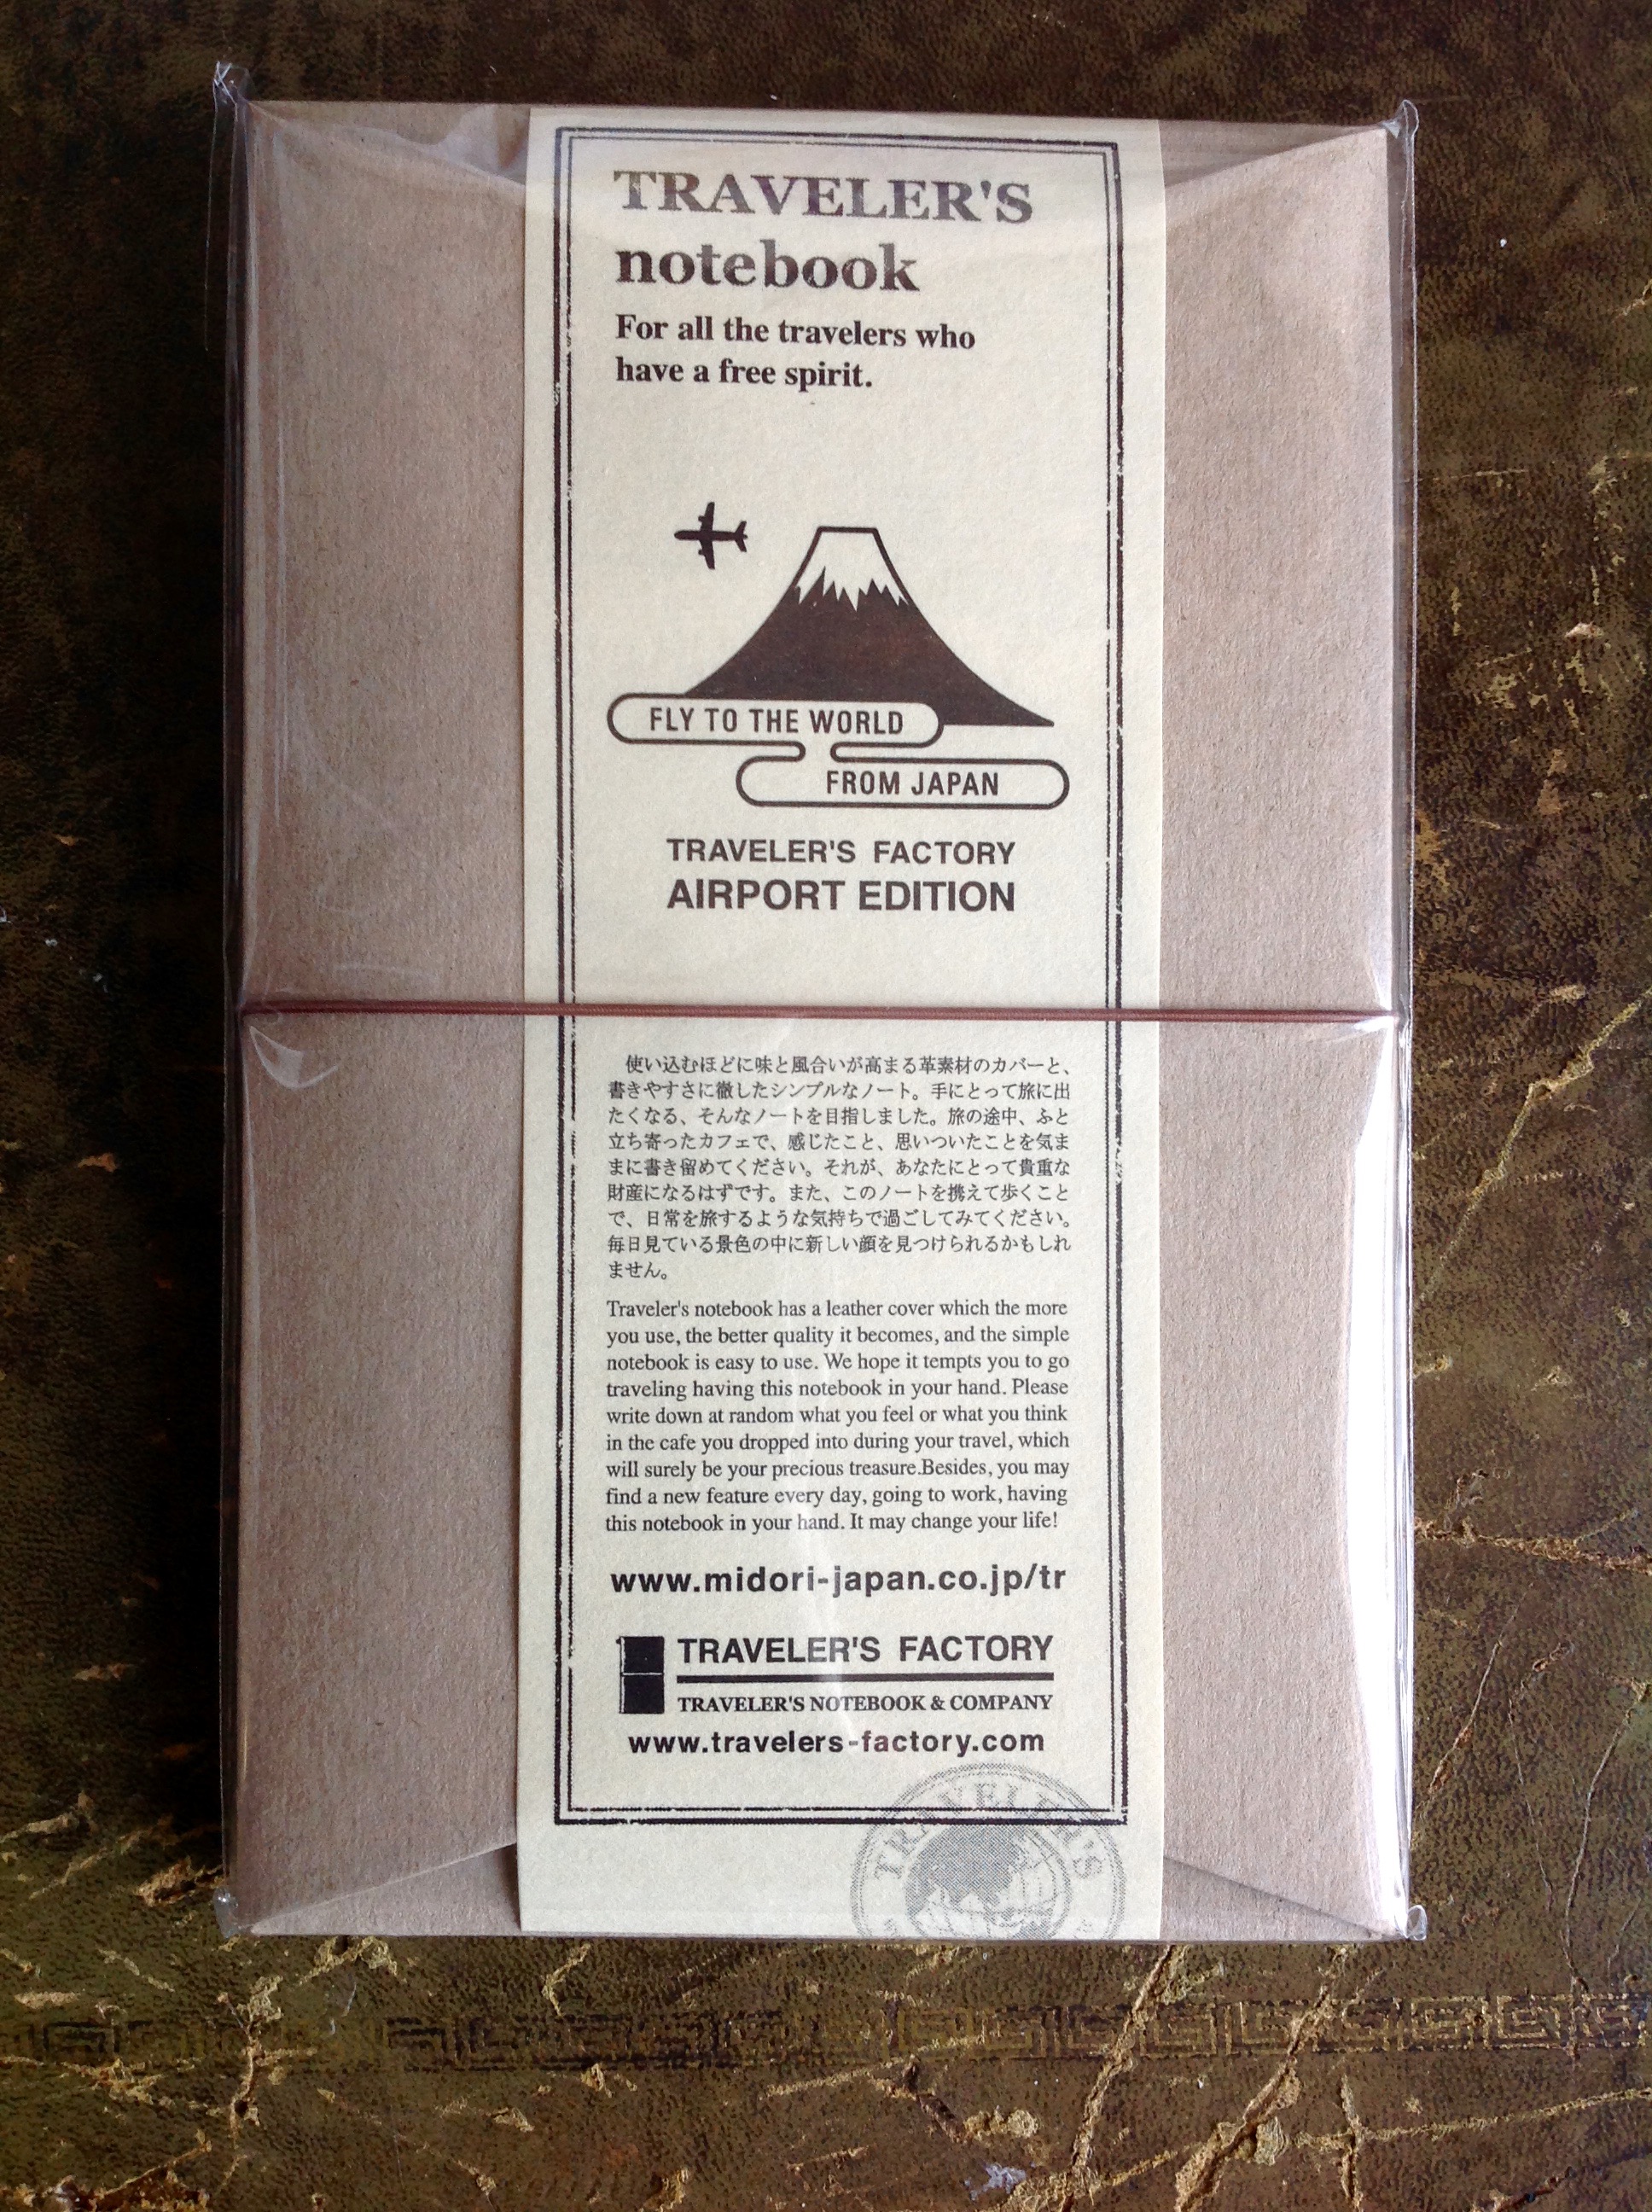 TRAVELER'S
notebook
For all the travelers who
have a free spirit.
FLY TO THE WORLD
FROM JAPAN
TRAVELER'S FACTORY
AIRPORT EDITION
使い込むほどに味と風合いが高まる革素材のカバーと、
書きやすさに徹したシンプルなノート。手にとって旅に出
たくなる、そんなノートを目指しました。旅の途中、ふと
立ち寄ったカフェで、感じたこと、思いついたことを気ま
まに書き留めてください。それが、あなたにとって貴重な
財産になるはずです。また、このノートを携えて歩くこと
で、日常を旅するような気持ちで過ごしてみてください。
毎日見ている景色の中に新しい顔を見つけられるかもしれ
ません。
Traveler's notebook has a leather cover which the more
you use, the better quality it becomes, and the simple
notebook is easy to use. We hope it tempts you to go
traveling having this notebook in your hand. Please
write down at random what you feel or what you think
in the cafe you dropped into during your travel, which
will surely be your precious treasure.Besides, you may
find a new feature every day, going to work, having
this notebook in your hand. It may change your life!
www.midori-japan.co.jp/tr
TRAVELER'S FACTORY
TRAVELER'S NOTEBOOK & COMPANY
www.travelers-factory.com
TRAVELER'S